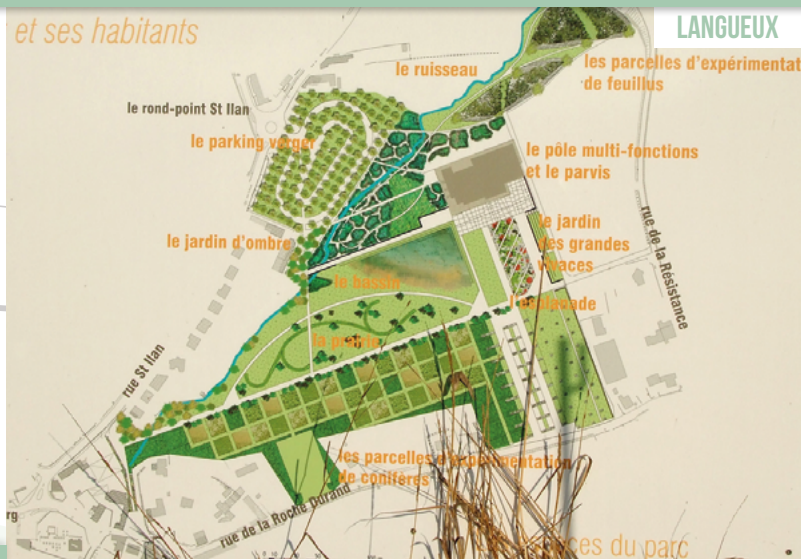 et ses habitants
LANGUEUX
le ruisseau
les parcelles d'expérimentat
de feuillus
le rond-point St Ilan
le parking verger
le pôle multi-fonctions
et le parvis
le jardin d'ombre
le jardin
des grandes
vivaces
rue de la Résistance
le bassin
l'esplanade
la prairie
rue St Ilan
les parcelles d'expérimentation
de conifères
rue de la Roche Durand
rg
du parc